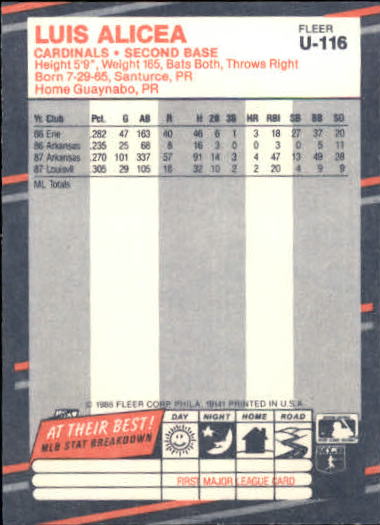 LUIS ALICEA
FLEER
U-116
CARDINALS • SECOND BASE
Height 5'9", Weight 165, Bats Both, Throws Right
Born 7-29-65, Santurce, PR
Home Guaynabo, PR
Yr. Club Pct. G AB R H 2B 3B HR RBI SB BB SO
86 Erie .282 47 163 40 46 6 1 3 18 27 37 20
86 Arkansas .235 25 68 8 16 3 0 0 3 0 5 11
87 Arkansas .270 101 337 57 91 14 3 4 47 13 49 28
87 Louisvll .305 29 105 18 32 10 2 2 20 4 9 9
ML Totals
© 1988 FLEER CORP. PHILA. 19141 PRINTED IN U.S.A.
AT THEIR BEST!
MLB STAT BREAKDOWN
DAY NIGHT HOME ROAD
FIRST MAJOR LEAGUE CARD